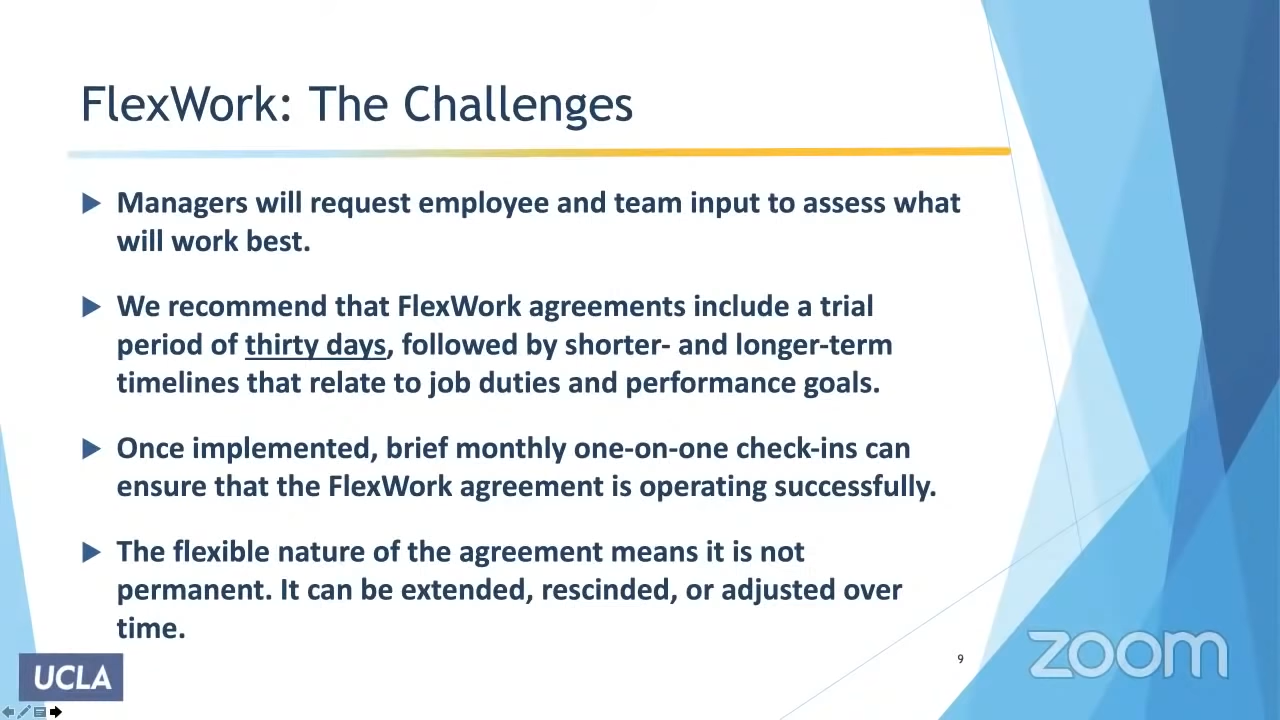 FlexWork: The Challenges
Managers will request employee and team input to assess what
will work best.
We recommend that FlexWork agreements include a trial
period of thirty days, followed by shorter- and longer-term
timelines that relate to job duties and performance goals.
Once implemented, brief monthly one-on-one check-ins can
ensure that the FlexWork agreement is operating successfully.
The flexible nature of the agreement means it is not
permanent. It can be extended, rescinded, or adjusted over
time.
9
UCLA
zoom